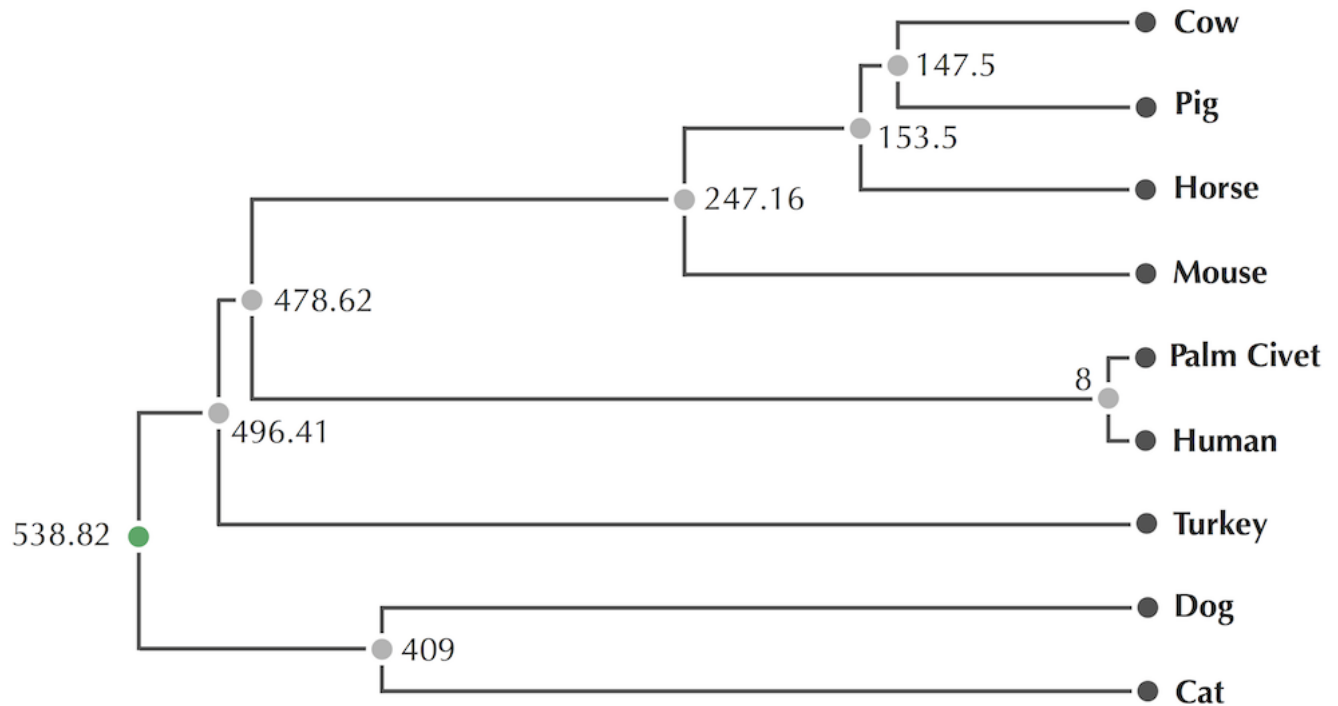 Cow
147.5
Pig
153.5
Horse
247.16
Mouse
478.62
Palm Civet
8
Human
496.41
Turkey
538.82
Dog
409
Cat